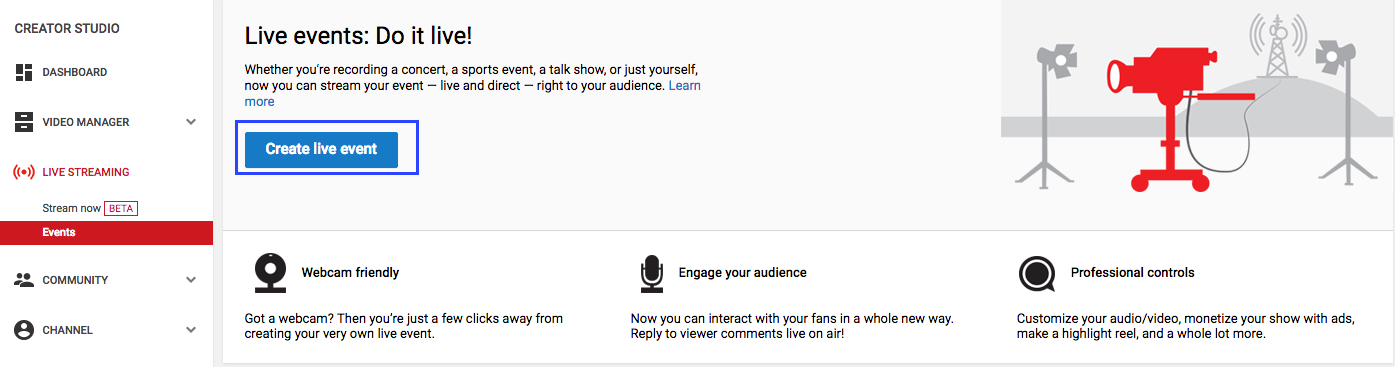 CREATOR STUDIO
DASHBOARD
VIDEO MANAGER
LIVE STREAMING
Stream now BETA
Events
COMMUNITY
CHANNEL
Live events: Do it live!
Whether you're recording a concert, a sports event, a talk show, or just yourself,
now you can stream your event — live and direct — right to your audience. Learn
more
Create live event
Webcam friendly
Got a webcam? Then you're just a few clicks away from
creating your very own live event.
Engage your audience
Now you can interact with your fans in a whole new way.
Reply to viewer comments live on air!
Professional controls
Customize your audio/video, monetize your show with ads,
make a highlight reel, and a whole lot more.